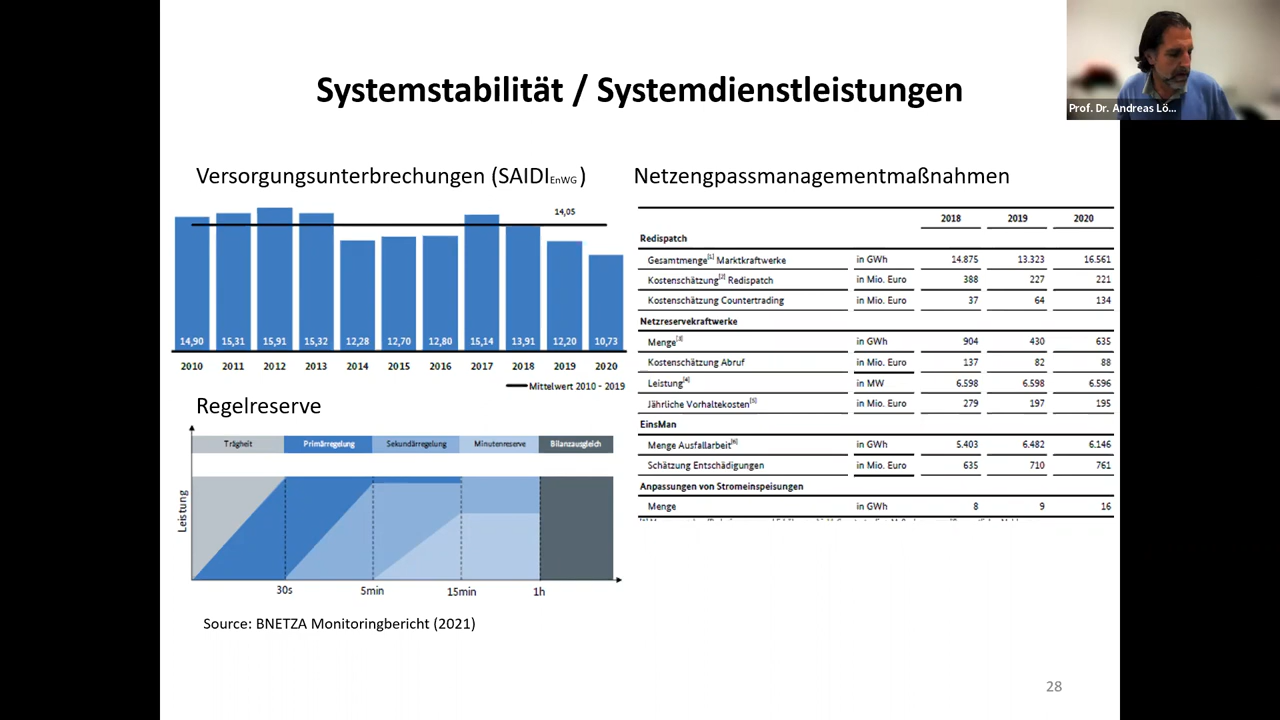 Systemstabilität / Systemdienstleistungen
Prof. Dr. Andreas Lö...
Versorgungsunterbrechungen (SAIDI EnWG )
14,05
14,90 15,31 15,91 15,32 12,28 12,70 12,80 15,14 13,91 12,20 10,73
2010 2011 2012 2013 2014 2015 2016 2017 2018 2019 2020
Mittelwert 2010 - 2019
Regelreserve
Trägheit Primärregelung Sekundärregelung Minutenreserve Bilanzausgleich
Leistung
30s 5min 15min 1h
Source: BNETZA Monitoringbericht (2021)
Netzengpassmanagementmaßnahmen
2018 2019 2020
Redispatch
Gesamtmenge[1] Marktkraftwerke in GWh 14.875 13.323 16.561
Kostenschätzung[2] Redispatch in Mio. Euro 388 227 221
Kostenschätzung Countertrading in Mio. Euro 37 64 134
Netzreservekraftwerke
Menge[3] in GWh 904 430 635
Kostenschätzung Abruf in Mio. Euro 137 82 88
Leistung[4] in MW 6.598 6.598 6.596
Jährliche Vorhaltekosten[5] in Mio. Euro 279 197 195
EinsMan
Menge Ausfallarbeit[6] in GWh 5.403 6.482 6.146
Schätzung Entschädigungen in Mio. Euro 635 710 761
Anpassungen von Stromeinspeisungen
Menge in GWh 8 9 16
28